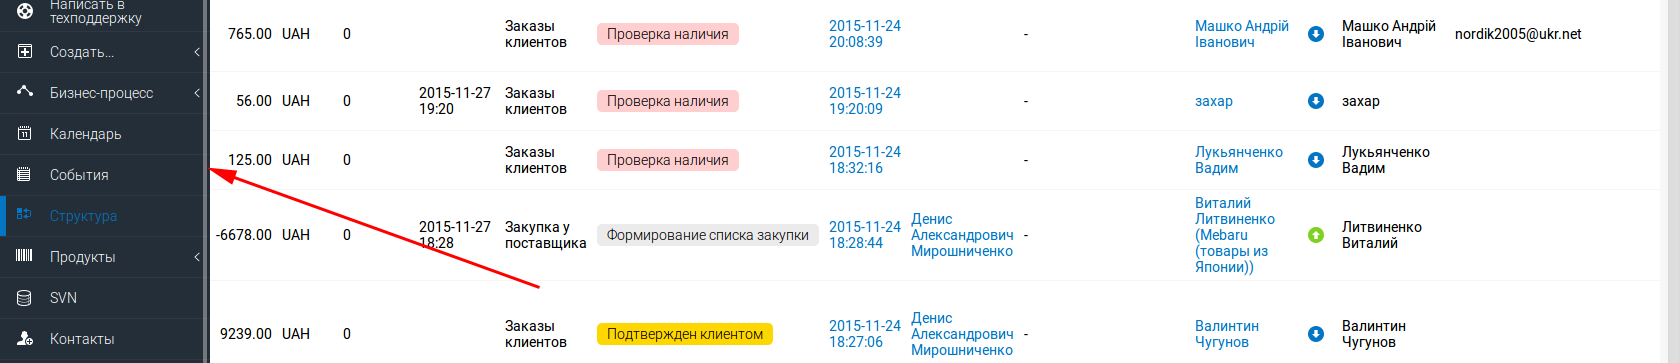 Написать в
техподдержку
Создать...
Бизнес-процесс
Календарь
События
Структура
Продукты
SVN
Контакты
765.00 UAH 0 Заказы клиентов Проверка наличия 2015-11-24 20:08:39 - Машко Андрій Іванович Машко Андрій Іванович nordik2005@ukr.net
56.00 UAH 0 2015-11-27 19:20 Заказы клиентов Проверка наличия 2015-11-24 19:20:09 - захар захар
125.00 UAH 0 Заказы клиентов Проверка наличия 2015-11-24 18:32:16 - Лукьянченко Вадим Лукьянченко Вадим
-6678.00 UAH 0 2015-11-27 18:28 Закупка у поставщика Формирование списка закупки 2015-11-24 18:28:44 Денис Александрович Мирошниченко - Виталий Литвиненко (Mebaru (товары из Японии)) Литвиненко Виталий
9239.00 UAH 0 Заказы клиентов Подтвержден клиентом 2015-11-24 18:27:06 Денис Александрович Мирошниченко - Валинтин Чугунов Валинтин Чугунов